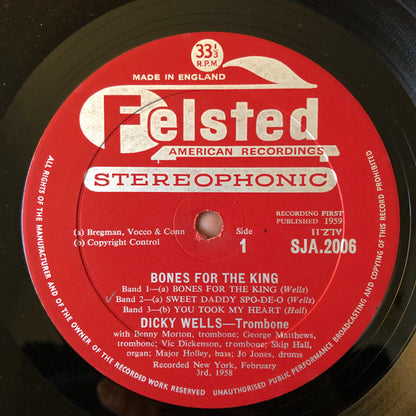 33 1/3
R.P.M
MADE IN ENGLAND
Felsted
AMERICAN RECORDINGS
STEREOPHONIC
RECORDING FIRST
PUBLISHED 1959
(a) Bregman, Vocco & Conn
(b) Copyright Control
Side
1
ALZ.11
SJA.2006
BONES FOR THE KING
Band 1—(a) BONES FOR THE KING (Wells)
Band 2—(a) SWEET DADDY SPO-DE-O (Wells)
Band 3—(b) YOU TOOK MY HEART (Hall)
DICKY WELLS—Trombone
with Benny Morton, trombone; George Matthews,
trombone; Vic Dickenson, trombone; Skip Hall,
organ; Major Holley, bass; Jo Jones, drums
Recorded New York, February
3rd, 1958
ALL RIGHTS OF THE MANUFACTURER AND OF THE OWNER OF THE RECORDED WORK RESERVED UNAUTHORISED PUBLIC PERFORMANCE BROADCASTING AND COPYING OF THIS RECORD PROHIBITED